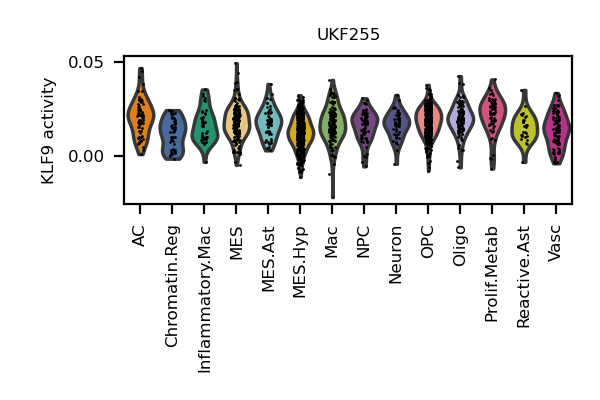 UKF255
KLF9 activity
0.05
0.00
AC
Chromatin.Reg
Inflammatory.Mac
MES
MES.Ast
MES.Hyp
Mac
NPC
Neuron
OPC
Oligo
Prolif.Metab
Reactive.Ast
Vasc